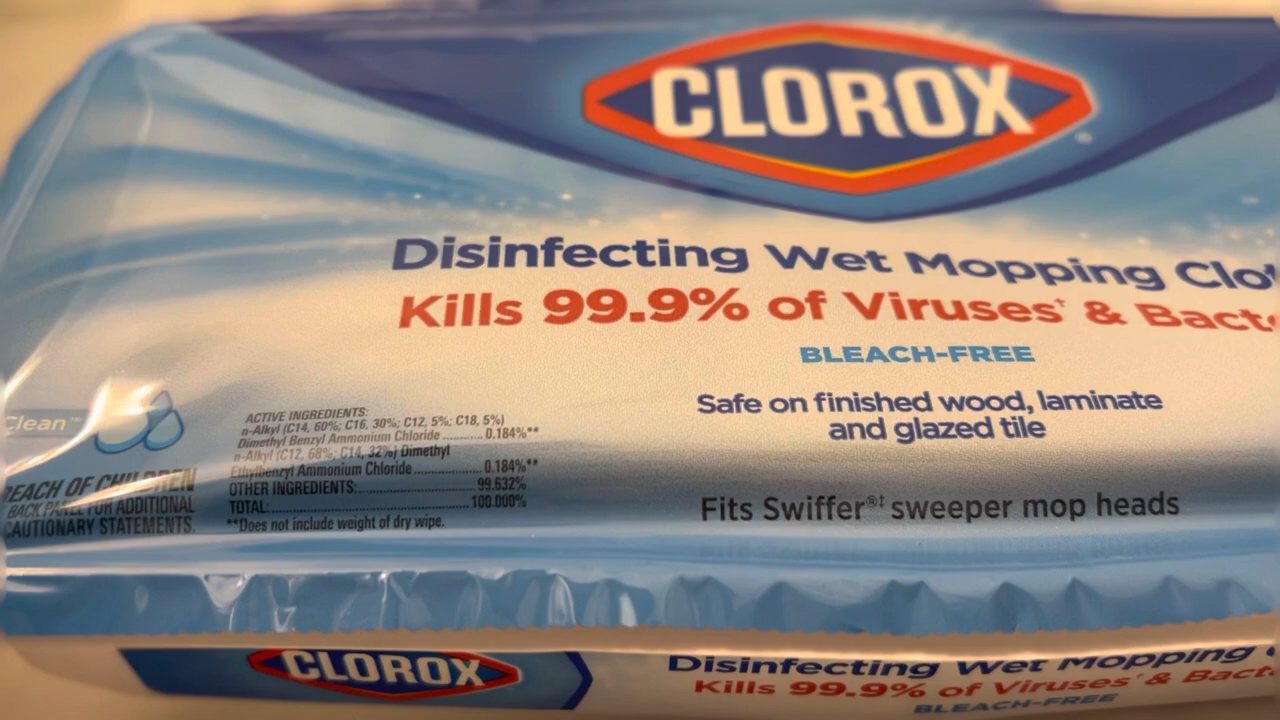 CLOROX
Disinfecting Wet Mopping
Kills 99.9% of Viruses† &
BLEACH-FREE
Safe on finished wood, laminate
and glazed tile
Fits Swiffer®‡ sweeper mop heads
Clean™
REACH OF CHILDREN
BACK PANEL FOR ADDITIONAL
CAUTIONARY STATEMENTS.
ACTIVE INGREDIENTS:
n-Alkyl (C14, 60%; C16, 30%; C12, 5%; C18, 5%)
Dimethyl Benzyl Ammonium Chloride .......... 0.184%**
n-Alkyl (C12, 68%; C14, 32%) Dimethyl
Ethylbenzyl Ammonium Chloride ................. 0.184%**
OTHER INGREDIENTS: .............................. 99.632%
TOTAL: .................................................. 100.000%
**Does not include weight of dry wipe.
CLOROX
Disinfecting Wet Mopping
Kills 99.9% of Viruses† &
BLEACH-FREE